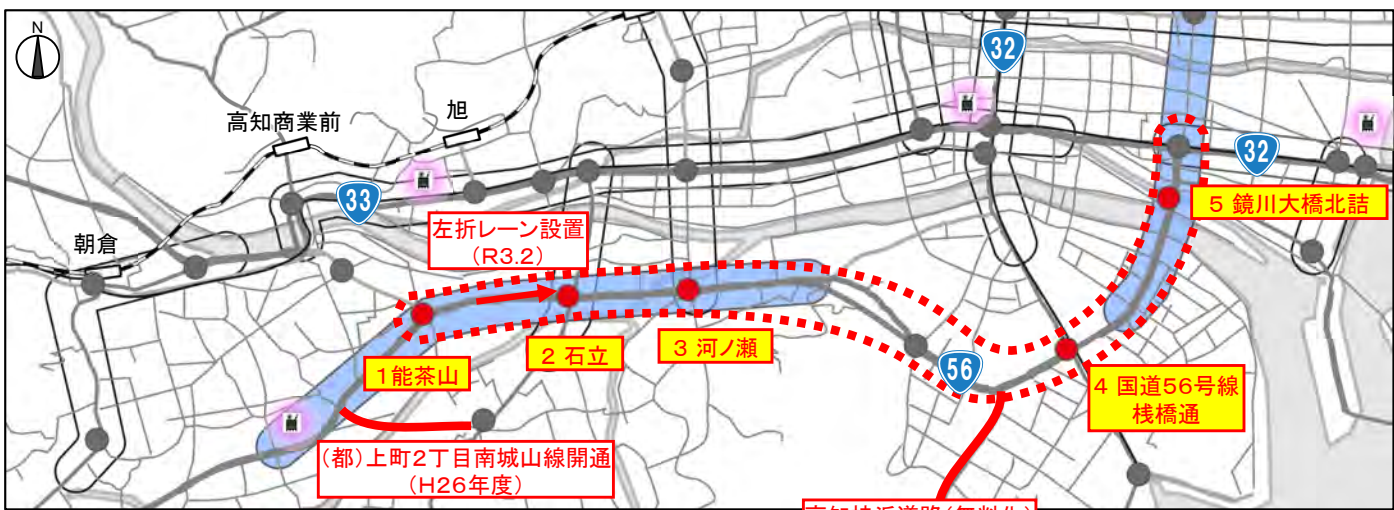 N
32
旭
高知商業前
32
33
5 鏡川大橋北詰
左折レーン設置
(R3.2)
朝倉
1能茶山
2 石立
3 河ノ瀬
56
4 国道56号線
桟橋通
(都)上町2丁目南城山線開通
(H26年度)